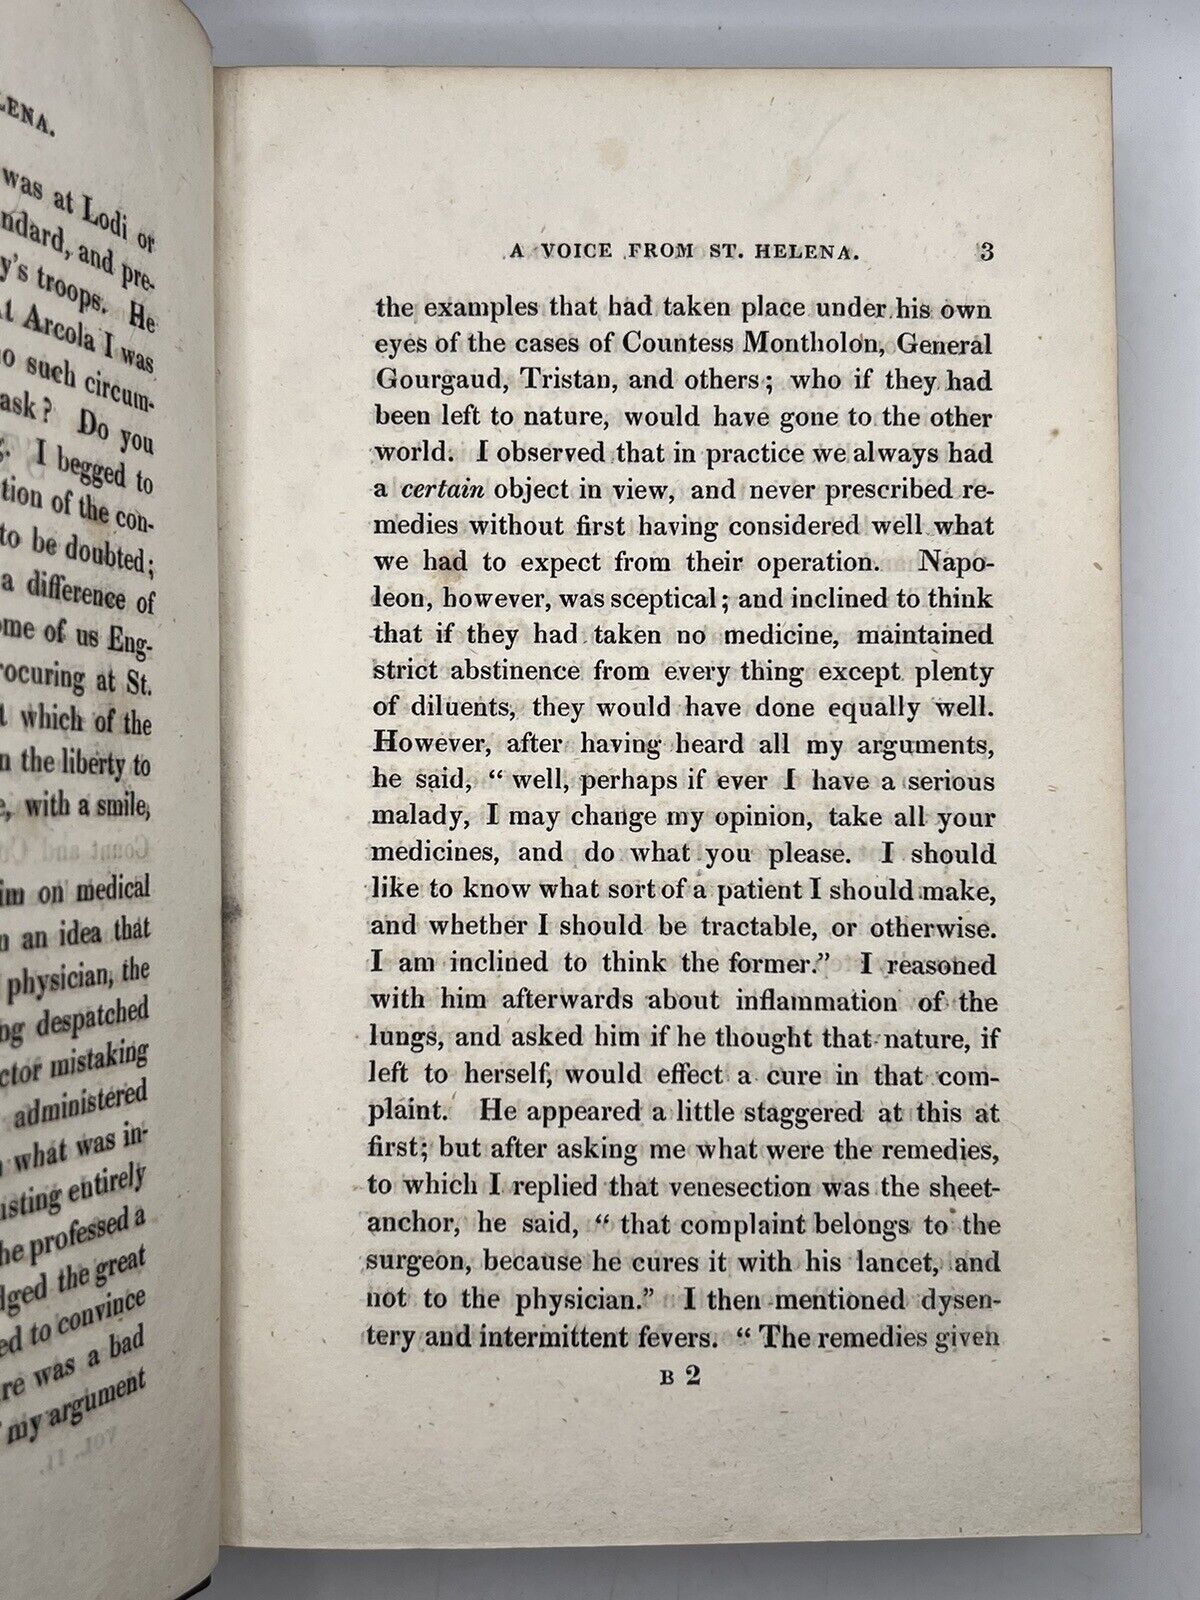 LENA.
was at Lodi or
ndard, and pre-
y's troops. He
At Arcola I was
no such circum-
ask? Do you
g. I begged to
tion of the con-
to be doubted;
a difference of
ome of us Eng-
rocuring at St.
t which of the
n the liberty to
e, with a smile,
im on medical
n an idea that
physician, the
ng despatched
ctor mistaking
administered
n what was in-
isting entirely
he professed a
dged the great
ed to convince
re was a bad
my argument
VOL. II.
A VOICE FROM ST. HELENA. 3
the examples that had taken place under his own
eyes of the cases of Countess Montholon, General
Gourgaud, Tristan, and others; who if they had
been left to nature, would have gone to the other
world. I observed that in practice we always had
a certain object in view, and never prescribed re-
medies without first having considered well what
we had to expect from their operation. Napo-
leon, however, was sceptical; and inclined to think
that if they had taken no medicine, maintained
strict abstinence from every thing except plenty
of diluents, they would have done equally well.
However, after having heard all my arguments,
he said, “ well, perhaps if ever I have a serious
malady, I may change my opinion, take all your
medicines, and do what you please. I should
like to know what sort of a patient I should make,
and whether I should be tractable, or otherwise.
I am inclined to think the former.” I reasoned
with him afterwards about inflammation of the
lungs, and asked him if he thought that nature, if
left to herself, would effect a cure in that com-
plaint. He appeared a little staggered at this at
first; but after asking me what were the remedies,
to which I replied that venesection was the sheet-
anchor, he said, “ that complaint belongs to the
surgeon, because he cures it with his lancet, and
not to the physician.” I then mentioned dysen-
tery and intermittent fevers. “ The remedies given
B 2